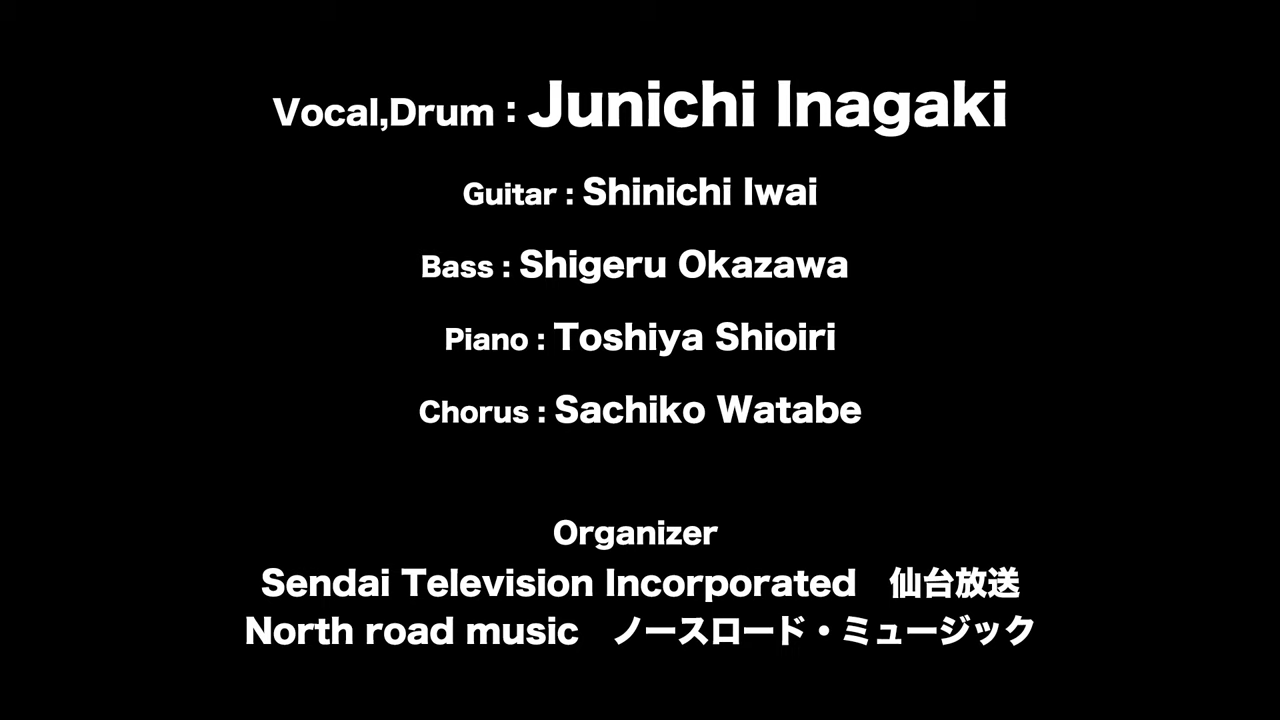 Vocal,Drum : Junichi Inagaki
Guitar : Shinichi Iwai
Bass : Shigeru Okazawa
Piano : Toshiya Shioiri
Chorus : Sachiko Watabe
Organizer
Sendai Television Incorporated 仙台放送
North road music ノースロード・ミュージック